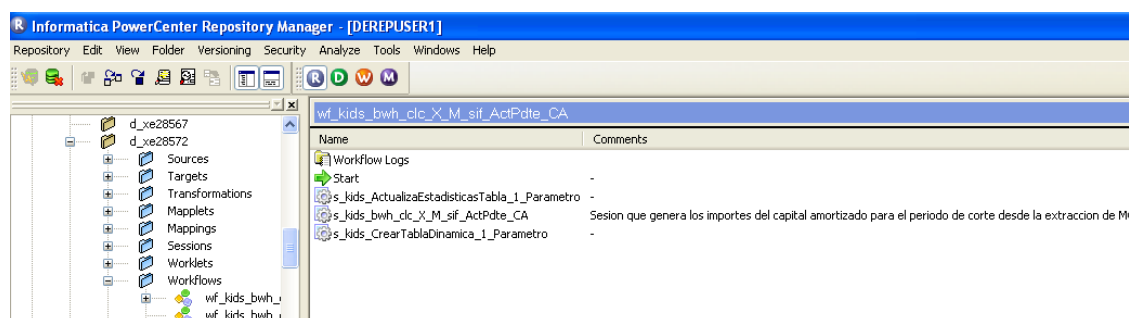 Informatica PowerCenter Repository Manager - [DEREPUSER1]
Repository Edit View Folder Versioning Security Analyze Tools Windows Help
R D W M
d_xe28567
d_xe28572
Sources
Targets
Transformations
Mapplets
Mappings
Sessions
Worklets
Workflows
wf_kids_bwh_
wf_kids_bwh_
wf_kids_bwh_clc_X_M_sif_ActPdte_CA
Name Comments
Workflow Logs
Start -
s_kids_ActualizaEstadisticasTabla_1_Parametro -
s_kids_bwh_clc_X_M_sif_ActPdte_CA Sesion que genera los importes del capital amortizado para el periodo de corte desde la extraccion de M
s_kids_CrearTablaDinamica_1_Parametro -